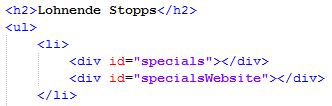 <h2>Lohnende Stopps</h2>
<ul>
<li>
<div id="specials"></div>
<div id="specialsWebsite"></div>
</li>